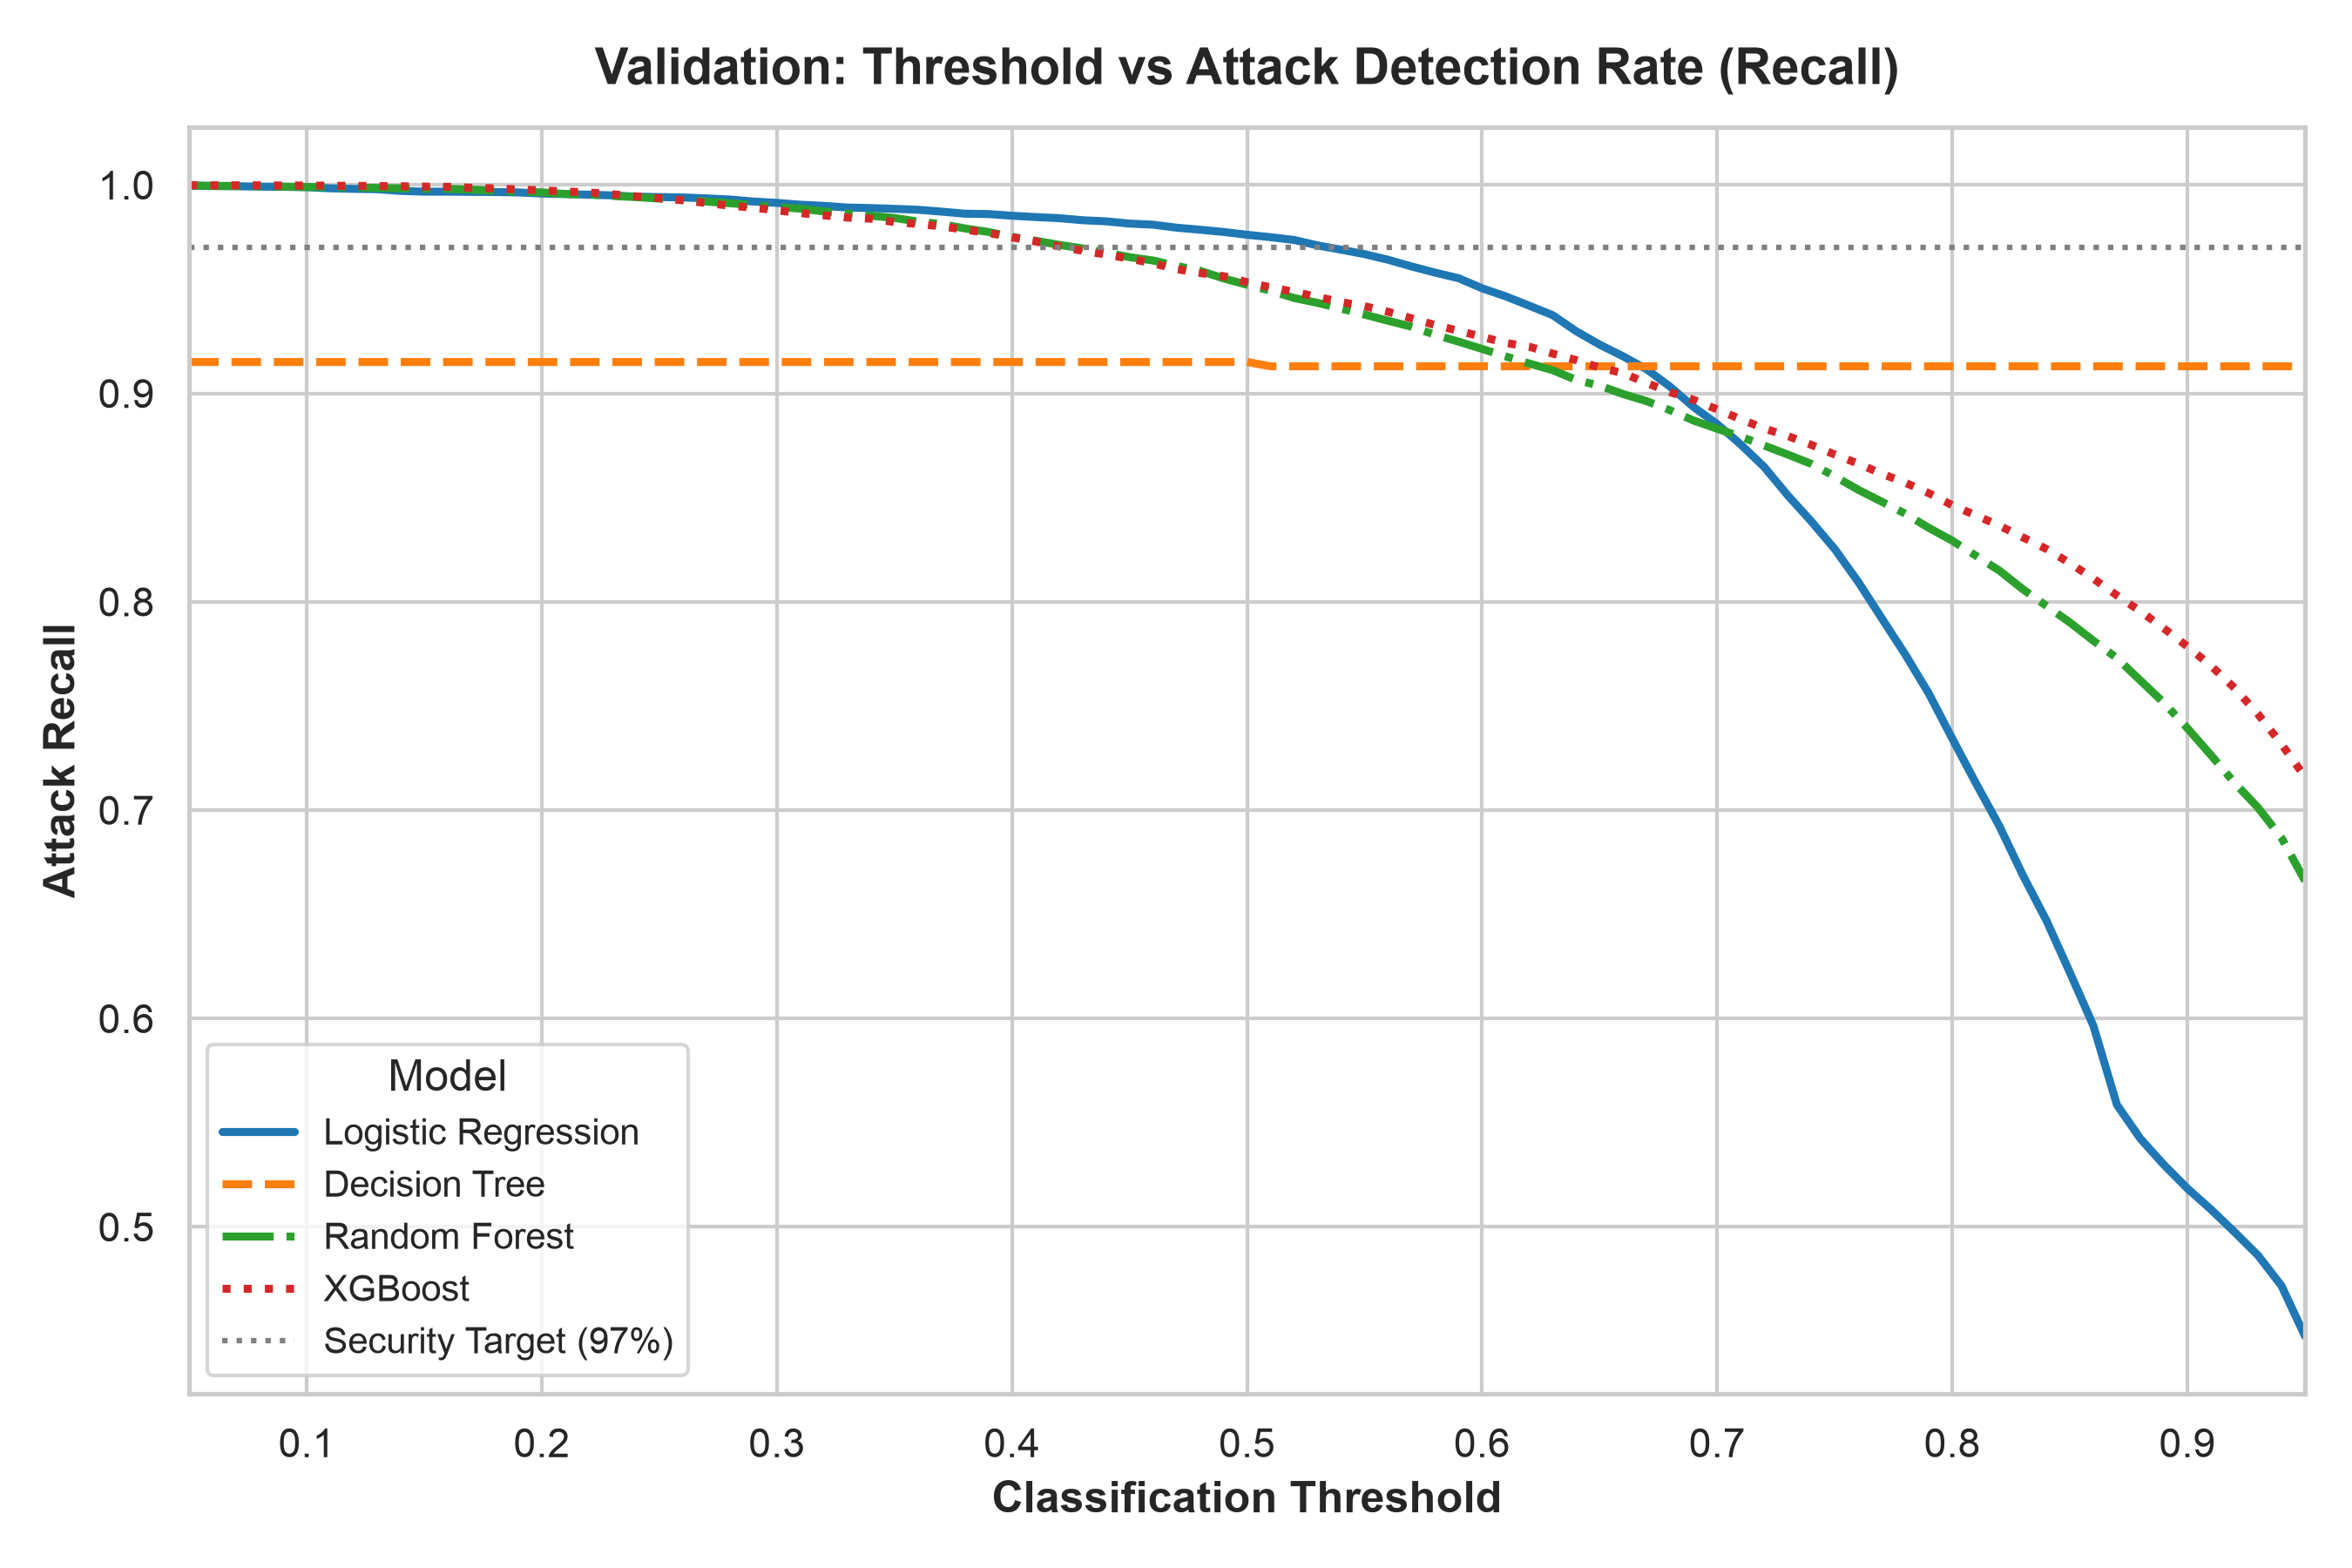 Validation: Threshold vs Attack Detection Rate (Recall)
Attack Recall
1.0
0.9
0.8
0.7
0.6
0.5
Model
Logistic Regression
Decision Tree
Random Forest
XGBoost
Security Target (97%)
0.1 0.2 0.3 0.4 0.5 0.6 0.7 0.8 0.9
Classification Threshold